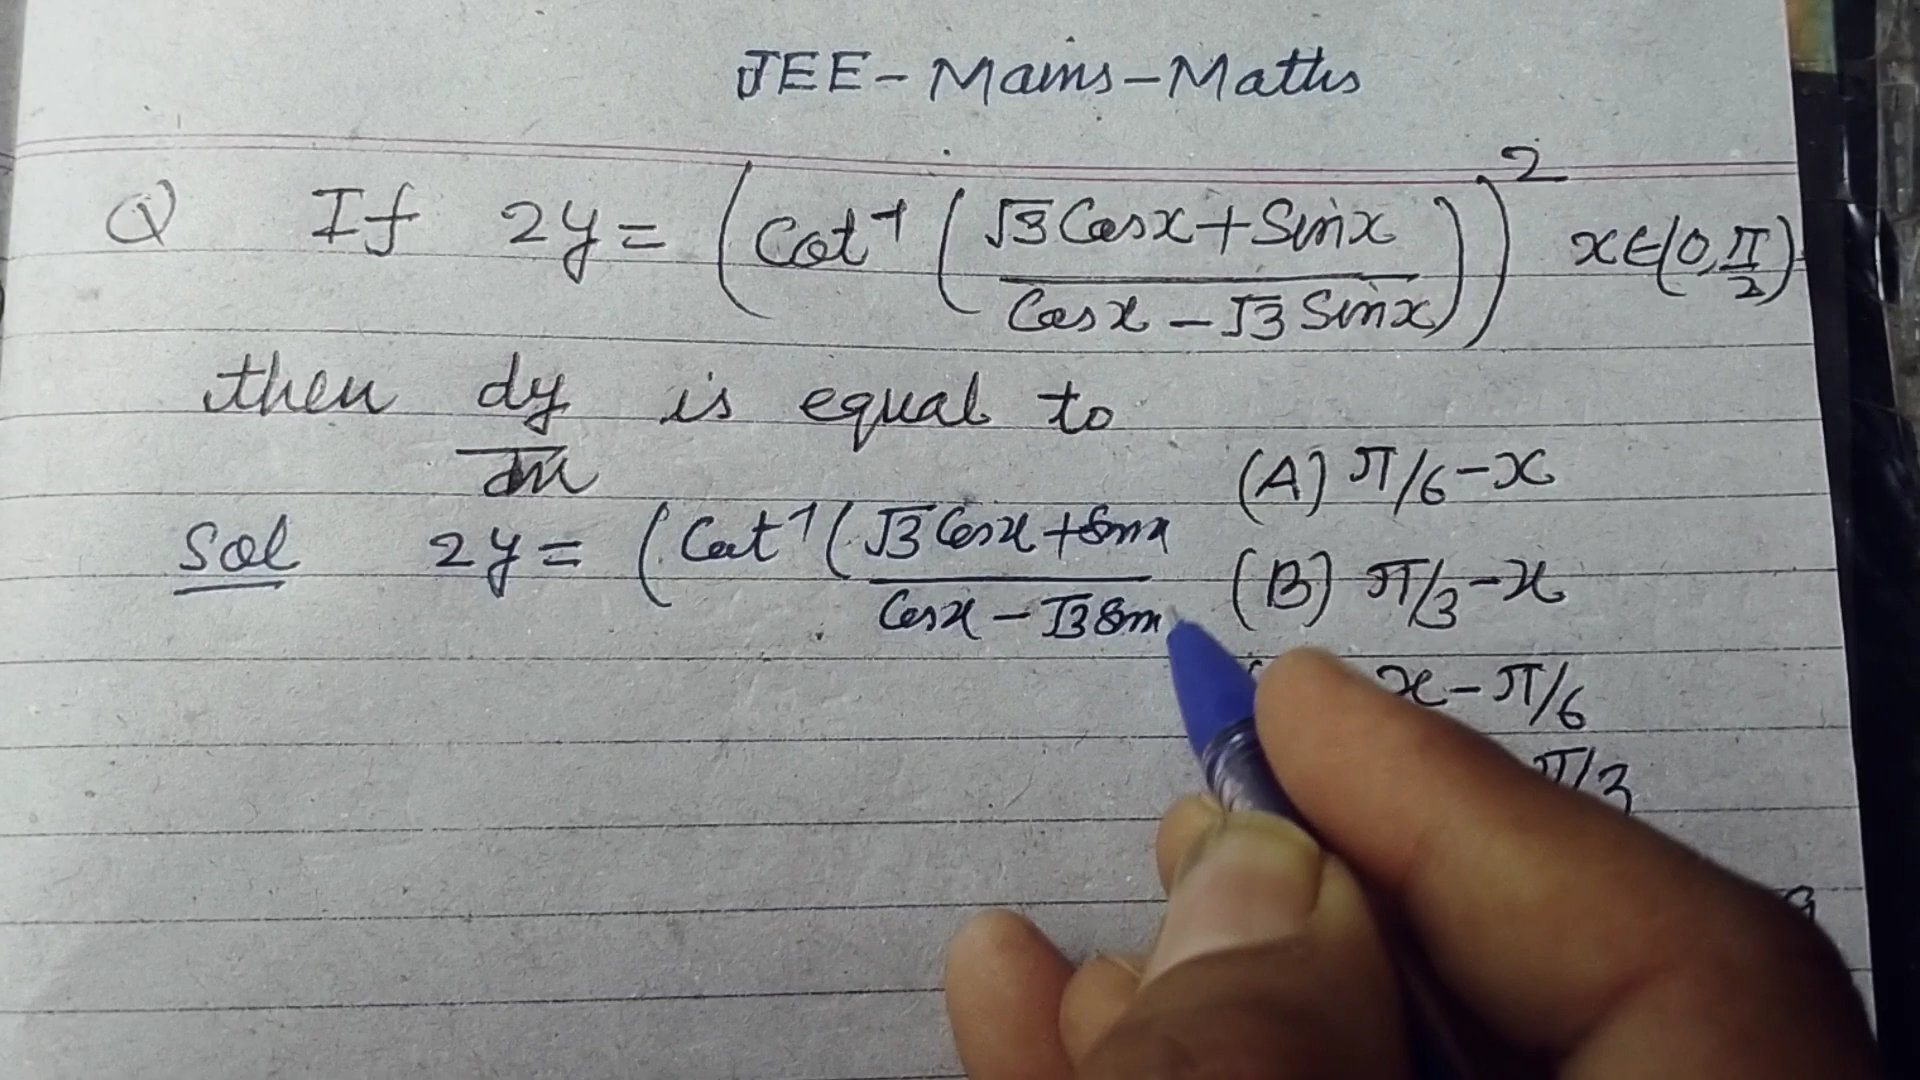 JEE-Mains-Maths
Q If 2y = (Cot⁻¹ (√3 Cosx + Sinx / Cosx - √3 Sinx))² x∈(0, π/2)
then dy/dx is equal to
(A) π/6 - x
Sol 2y = (Cot⁻¹ (√3 Cosx + Sinx / Cosx - √3 Sin
(B) π/3 - x
x - π/6
π/3